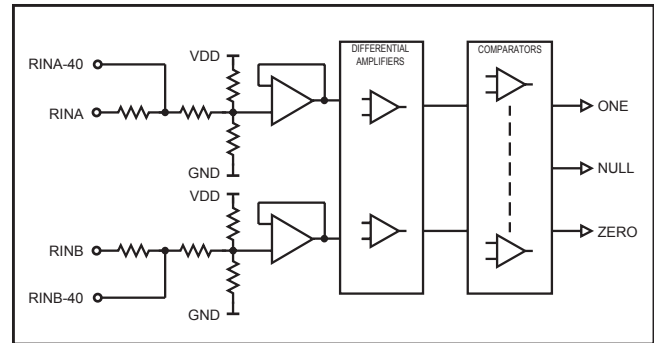 RINA-40
RINA
VDD
GND
VDD
GND
RINB
RINB-40
DIFFERENTIAL
AMPLIFIERS
COMPARATORS
ONE
NULL
ZERO